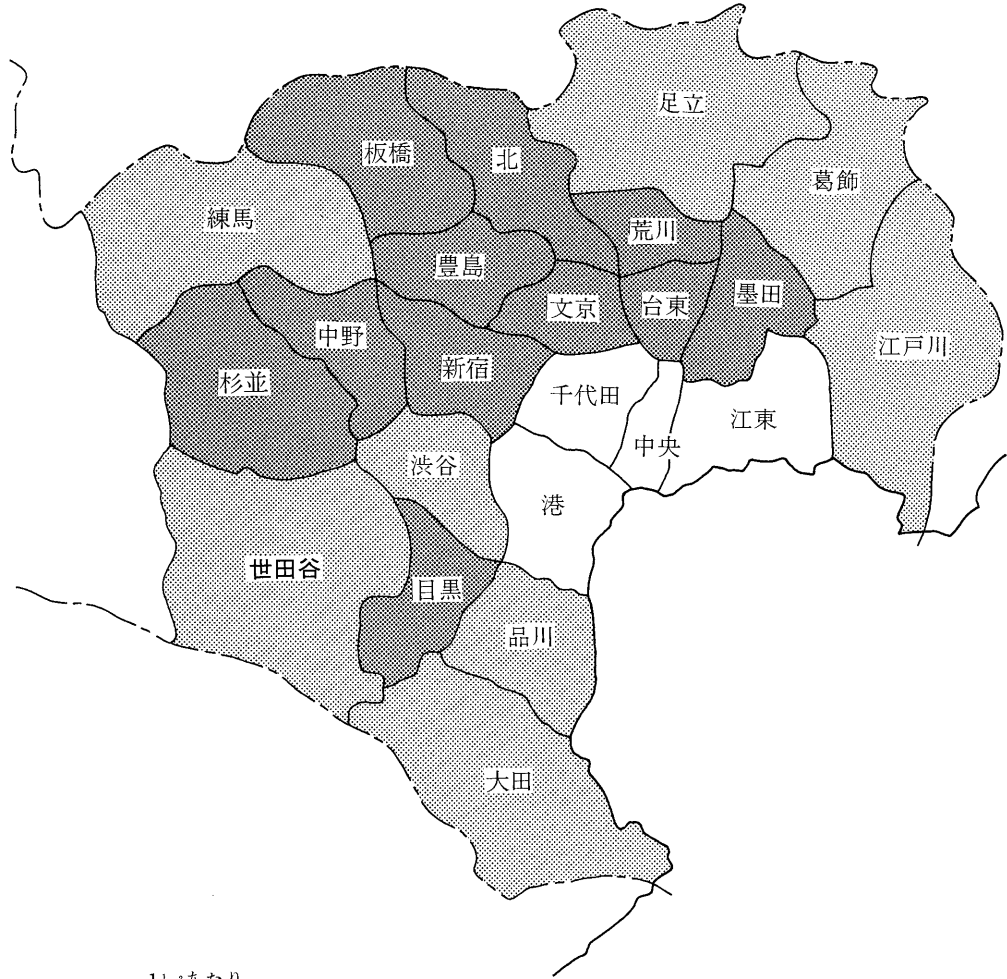 足立
板橋
北
葛飾
練馬
荒川
豊島
墨田
文京
台東
中野
江戸川
新宿
杉並
千代田
江東
中央
渋谷
港
世田谷
目黒
品川
大田